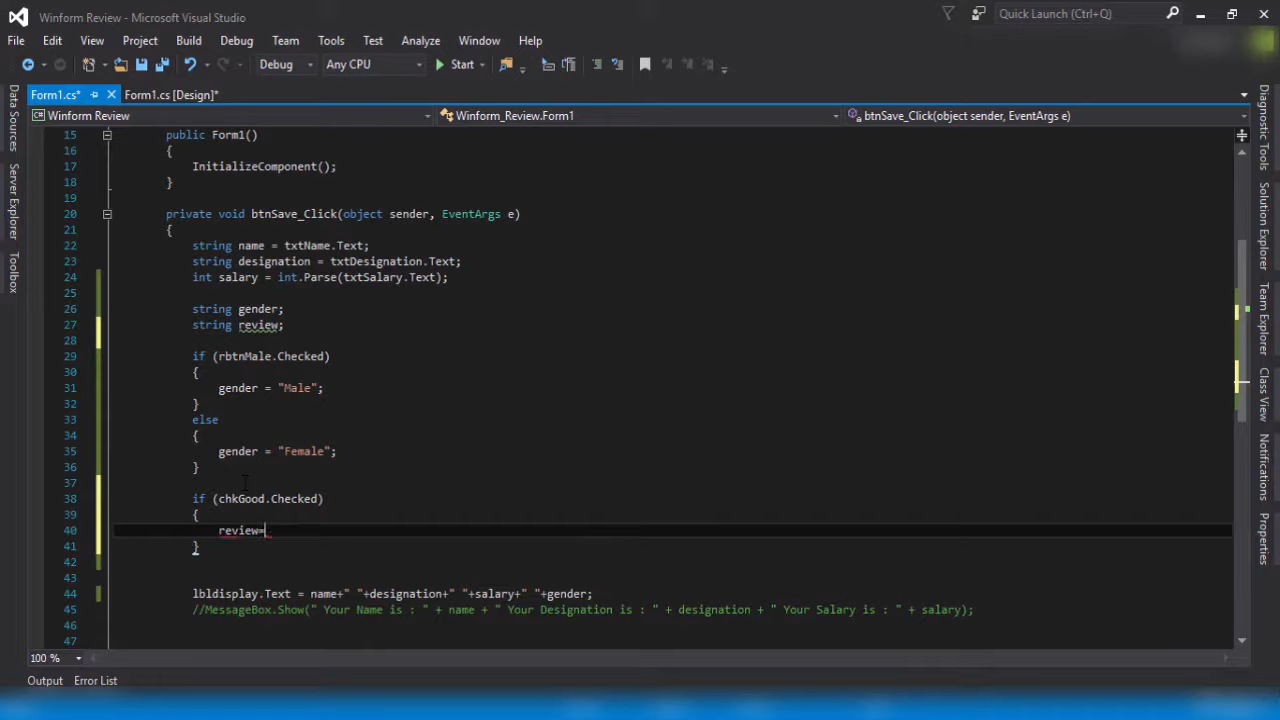 Winform Review - Microsoft Visual Studio
Quick Launch (Ctrl+Q)
File Edit View Project Build Debug Team Tools Test Analyze Window Help
Debug Any CPU Start
Form1.cs* Form1.cs [Design]*
Winform Review Winform_Review.Form1 btnSave_Click(object sender, EventArgs e)
Data Sources
Server Explorer
Toolbox
15 public Form1()
16 {
17 InitializeComponent();
18 }
19
20 private void btnSave_Click(object sender, EventArgs e)
21 {
22 string name = txtName.Text;
23 string designation = txtDesignation.Text;
24 int salary = int.Parse(txtSalary.Text);
25
26 string gender;
27 string review;
28
29 if (rbtnMale.Checked)
30 {
31 gender = "Male";
32 }
33 else
34 {
35 gender = "Female";
36 }
37
38 if (chkGood.Checked)
39 {
40 review=
41 }
42
43
44 lbldisplay.Text = name+" "+designation+" "+salary+" "+gender;
45 //MessageBox.Show(" Your Name is : " + name + " Your Designation is : " + designation + " Your Salary is : " + salary);
46
47
Diagnostic Tools
Solution Explorer
Team Explorer
Class View
Notifications
Properties
100 %
Output Error List